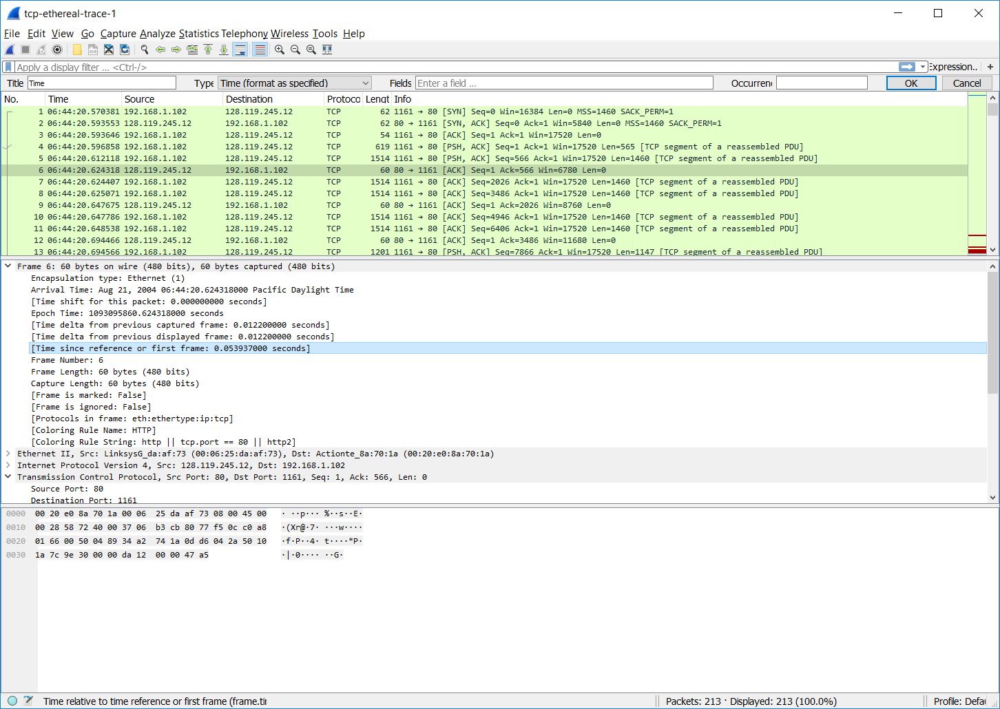 tcp-ethereal-trace-1
File Edit View Go Capture Analyze Statistics Telephony Wireless Tools Help
Apply a display filter ... <Ctrl-/> Expression.. +
Title Time Type Time (format as specified) Fields Enter a field ... Occurren OK Cancel
No. Time Source Destination Protoco Lengt Info
1 06:44:20.570381 192.168.1.102 128.119.245.12 TCP 62 1161 → 80 [SYN] Seq=0 Win=16384 Len=0 MSS=1460 SACK_PERM=1
2 06:44:20.593553 128.119.245.12 192.168.1.102 TCP 62 80 → 1161 [SYN, ACK] Seq=0 Ack=1 Win=5840 Len=0 MSS=1460 SACK_PERM=1
3 06:44:20.593646 192.168.1.102 128.119.245.12 TCP 54 1161 → 80 [ACK] Seq=1 Ack=1 Win=17520 Len=0
4 06:44:20.596858 192.168.1.102 128.119.245.12 TCP 619 1161 → 80 [PSH, ACK] Seq=1 Ack=1 Win=17520 Len=565 [TCP segment of a reassembled PDU]
5 06:44:20.612118 192.168.1.102 128.119.245.12 TCP 1514 1161 → 80 [PSH, ACK] Seq=566 Ack=1 Win=17520 Len=1460 [TCP segment of a reassembled PDU]
6 06:44:20.624318 128.119.245.12 192.168.1.102 TCP 60 80 → 1161 [ACK] Seq=1 Ack=566 Win=6780 Len=0
7 06:44:20.624407 192.168.1.102 128.119.245.12 TCP 1514 1161 → 80 [ACK] Seq=2026 Ack=1 Win=17520 Len=1460 [TCP segment of a reassembled PDU]
8 06:44:20.625071 192.168.1.102 128.119.245.12 TCP 1514 1161 → 80 [ACK] Seq=3486 Ack=1 Win=17520 Len=1460 [TCP segment of a reassembled PDU]
9 06:44:20.647675 128.119.245.12 192.168.1.102 TCP 60 80 → 1161 [ACK] Seq=1 Ack=2026 Win=8760 Len=0
10 06:44:20.647786 192.168.1.102 128.119.245.12 TCP 1514 1161 → 80 [ACK] Seq=4946 Ack=1 Win=17520 Len=1460 [TCP segment of a reassembled PDU]
11 06:44:20.648538 192.168.1.102 128.119.245.12 TCP 1514 1161 → 80 [ACK] Seq=6406 Ack=1 Win=17520 Len=1460 [TCP segment of a reassembled PDU]
12 06:44:20.694466 128.119.245.12 192.168.1.102 TCP 60 80 → 1161 [ACK] Seq=1 Ack=3486 Win=11680 Len=0
13 06:44:20.694566 192.168.1.102 128.119.245.12 TCP 1201 1161 → 80 [PSH, ACK] Seq=7866 Ack=1 Win=17520 Len=1147 [TCP segment of a reassembled PDU]
Frame 6: 60 bytes on wire (480 bits), 60 bytes captured (480 bits)
Encapsulation type: Ethernet (1)
Arrival Time: Aug 21, 2004 06:44:20.624318000 Pacific Daylight Time
[Time shift for this packet: 0.000000000 seconds]
Epoch Time: 1093095860.624318000 seconds
[Time delta from previous captured frame: 0.012200000 seconds]
[Time delta from previous displayed frame: 0.012200000 seconds]
[Time since reference or first frame: 0.053937000 seconds]
Frame Number: 6
Frame Length: 60 bytes (480 bits)
Capture Length: 60 bytes (480 bits)
[Frame is marked: False]
[Frame is ignored: False]
[Protocols in frame: eth:ethertype:ip:tcp]
[Coloring Rule Name: HTTP]
[Coloring Rule String: http || tcp.port == 80 || http2]
Ethernet II, Src: LinksysG_da:af:73 (00:06:25:da:af:73), Dst: Actionte_8a:70:1a (00:20:e0:8a:70:1a)
Internet Protocol Version 4, Src: 128.119.245.12, Dst: 192.168.1.102
Transmission Control Protocol, Src Port: 80, Dst Port: 1161, Seq: 1, Ack: 566, Len: 0
Source Port: 80
Destination Port: 1161
0000 00 20 e0 8a 70 1a 00 06 25 da af 73 08 00 45 00 · ··p··· %··s··E·
0010 00 28 58 72 40 00 37 06 b3 cb 80 77 f5 0c c0 a8 ·(Xr@·7· ···w····
0020 01 66 00 50 04 89 34 a2 74 1a 0d d6 04 2a 50 10 ·f·P··4· t····*P·
0030 1a 7c 9e 30 00 00 da 12 00 00 47 a5 ·|·0···· ··G·
Time relative to time reference or first frame (frame.ti Packets: 213 · Displayed: 213 (100.0%) Profile: Defau